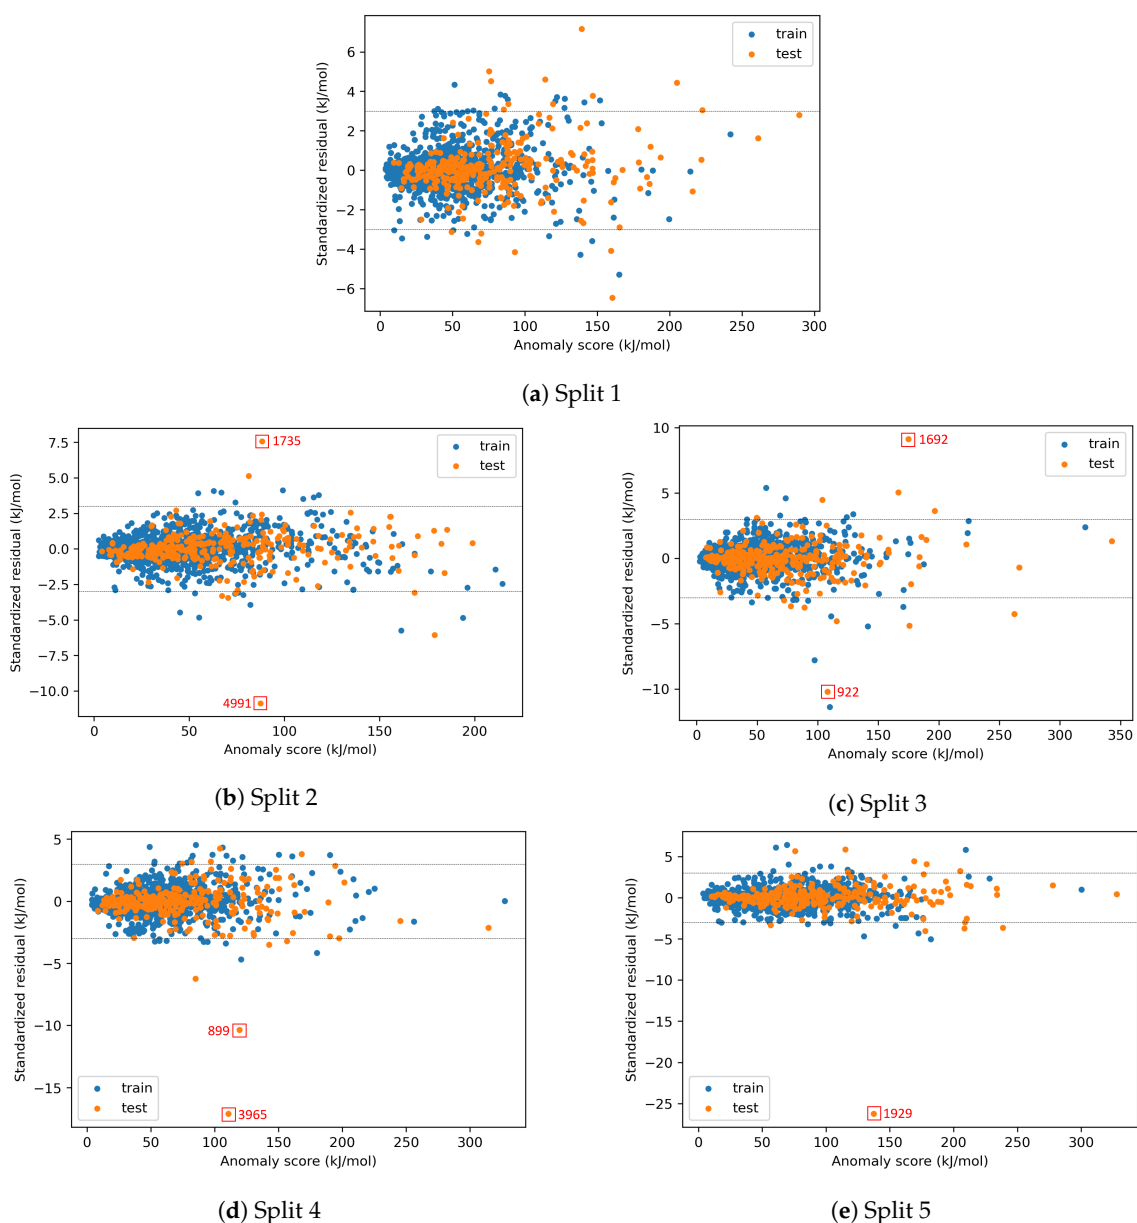 train
test
Standardized residual (kJ/mol)
6
4
2
0
−2
−4
−6
0 50 100 150 200 250 300
Anomaly score (kJ/mol)
(a) Split 1
train
test
1735
4991
Standardized residual (kJ/mol)
7.5
5.0
2.5
0.0
−2.5
−5.0
−7.5
−10.0
0 50 100 150 200
Anomaly score (kJ/mol)
(b) Split 2
train
test
1692
922
Standardized residual (kJ/mol)
10
5
0
−5
−10
0 50 100 150 200 250 300 350
Anomaly score (kJ/mol)
(c) Split 3
899
3965
train
test
Standardized residual (kJ/mol)
5
0
−5
−10
−15
0 50 100 150 200 250 300
Anomaly score (kJ/mol)
(d) Split 4
train
test
1929
Standardized residual (kJ/mol)
5
0
−5
−10
−15
−20
−25
0 50 100 150 200 250 300
Anomaly score (kJ/mol)
(e) Split 5